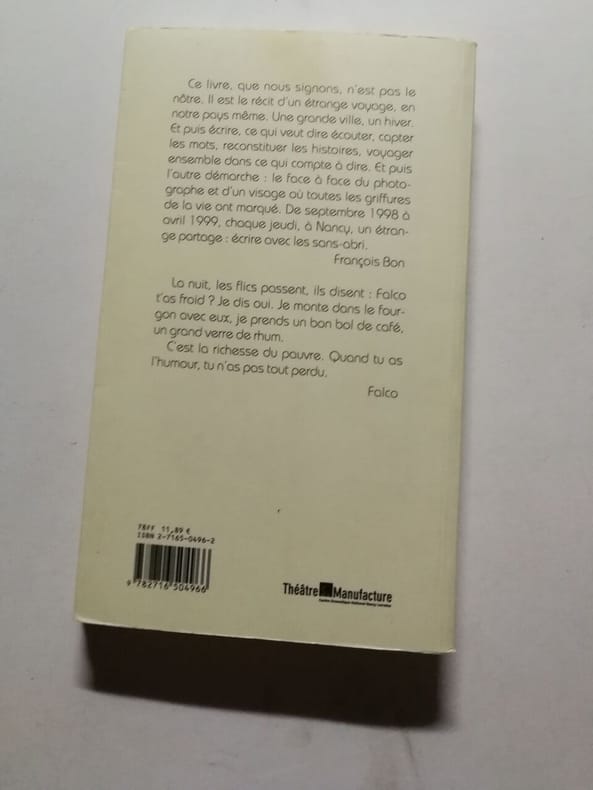 Ce livre, que nous signons, n'est pas le
nôtre. Il est le récit d'un étrange voyage, en
notre pays même. Une grande ville, un hiver.
Et puis écrire, ce qui veut dire écouter, capter
les mots, reconstituer les histoires, voyager
ensemble dans ce qui compte à dire. Et puis
l'autre démarche : le face à face du photo-
graphe et d'un visage où toutes les griffures
de la vie ont marqué. De septembre 1998 à
avril 1999, chaque jeudi, à Nancy, un étran-
ge partage : écrire avec les sans-abri.
François Bon
La nuit, les flics passent, ils disent : Falco
t'as froid ? Je dis oui. Je monte dans le four-
gon avec eux, je prends un bon bol de café,
un grand verre de rhum.
C'est la richesse du pauvre. Quand tu as
l'humour, tu n'as pas tout perdu.
Falco
78FF 11,89 €
ISBN 2-7165-0496-2
9 782716 504966
Théâtre Manufacture
Centre Dramatique National Nancy Lorraine